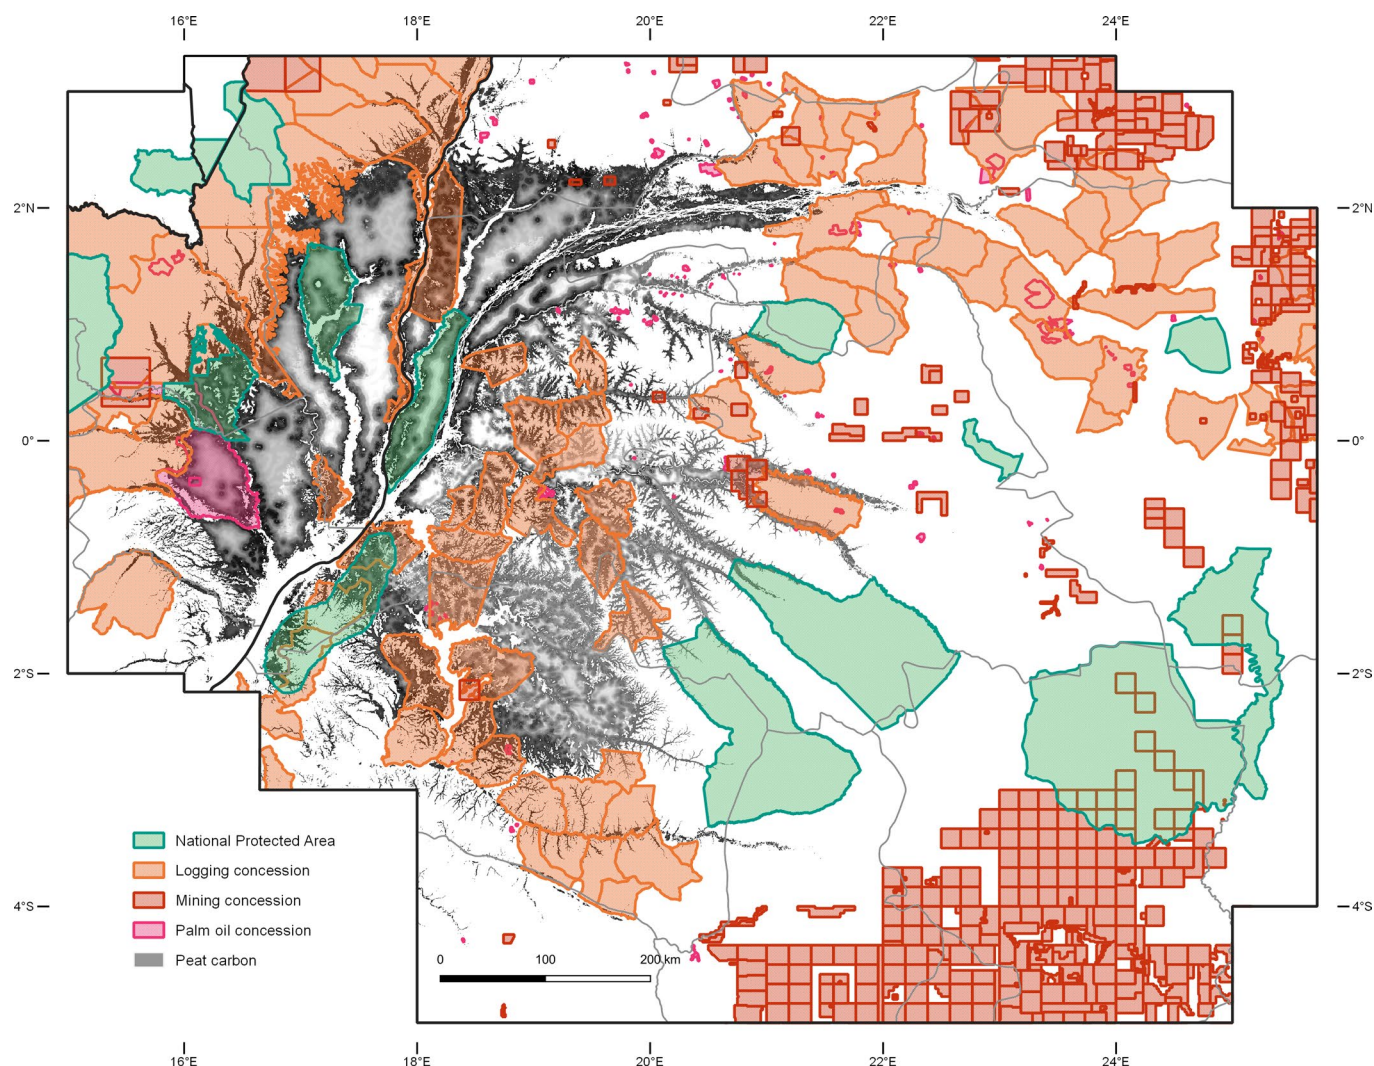 16°E 18°E 20°E 22°E 24°E
2°N 2°N
0° 0°
2°S 2°S
National Protected Area
Logging concession
Mining concession
Palm oil concession
Peat carbon
4°S 4°S
0 100 200 km
16°E 18°E 20°E 22°E 24°E